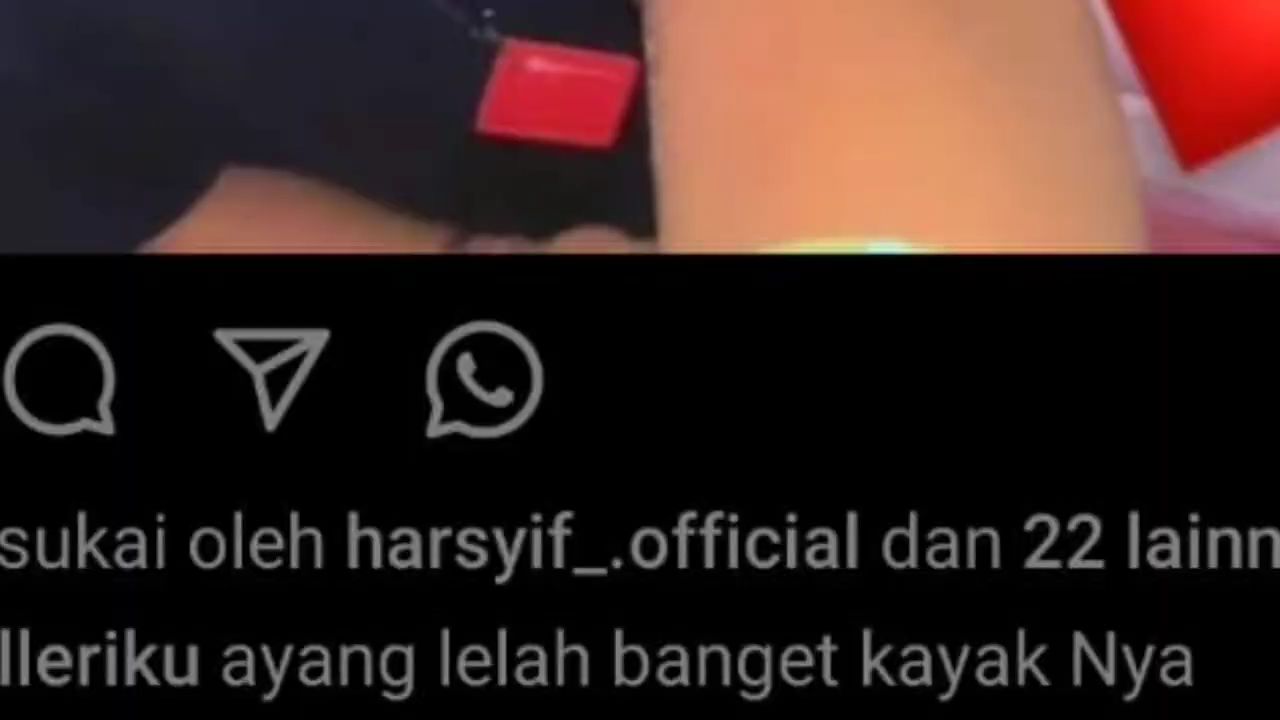 sukai oleh harsyif_.official dan 22 lainn
lleriku ayang lelah banget kayak Nya